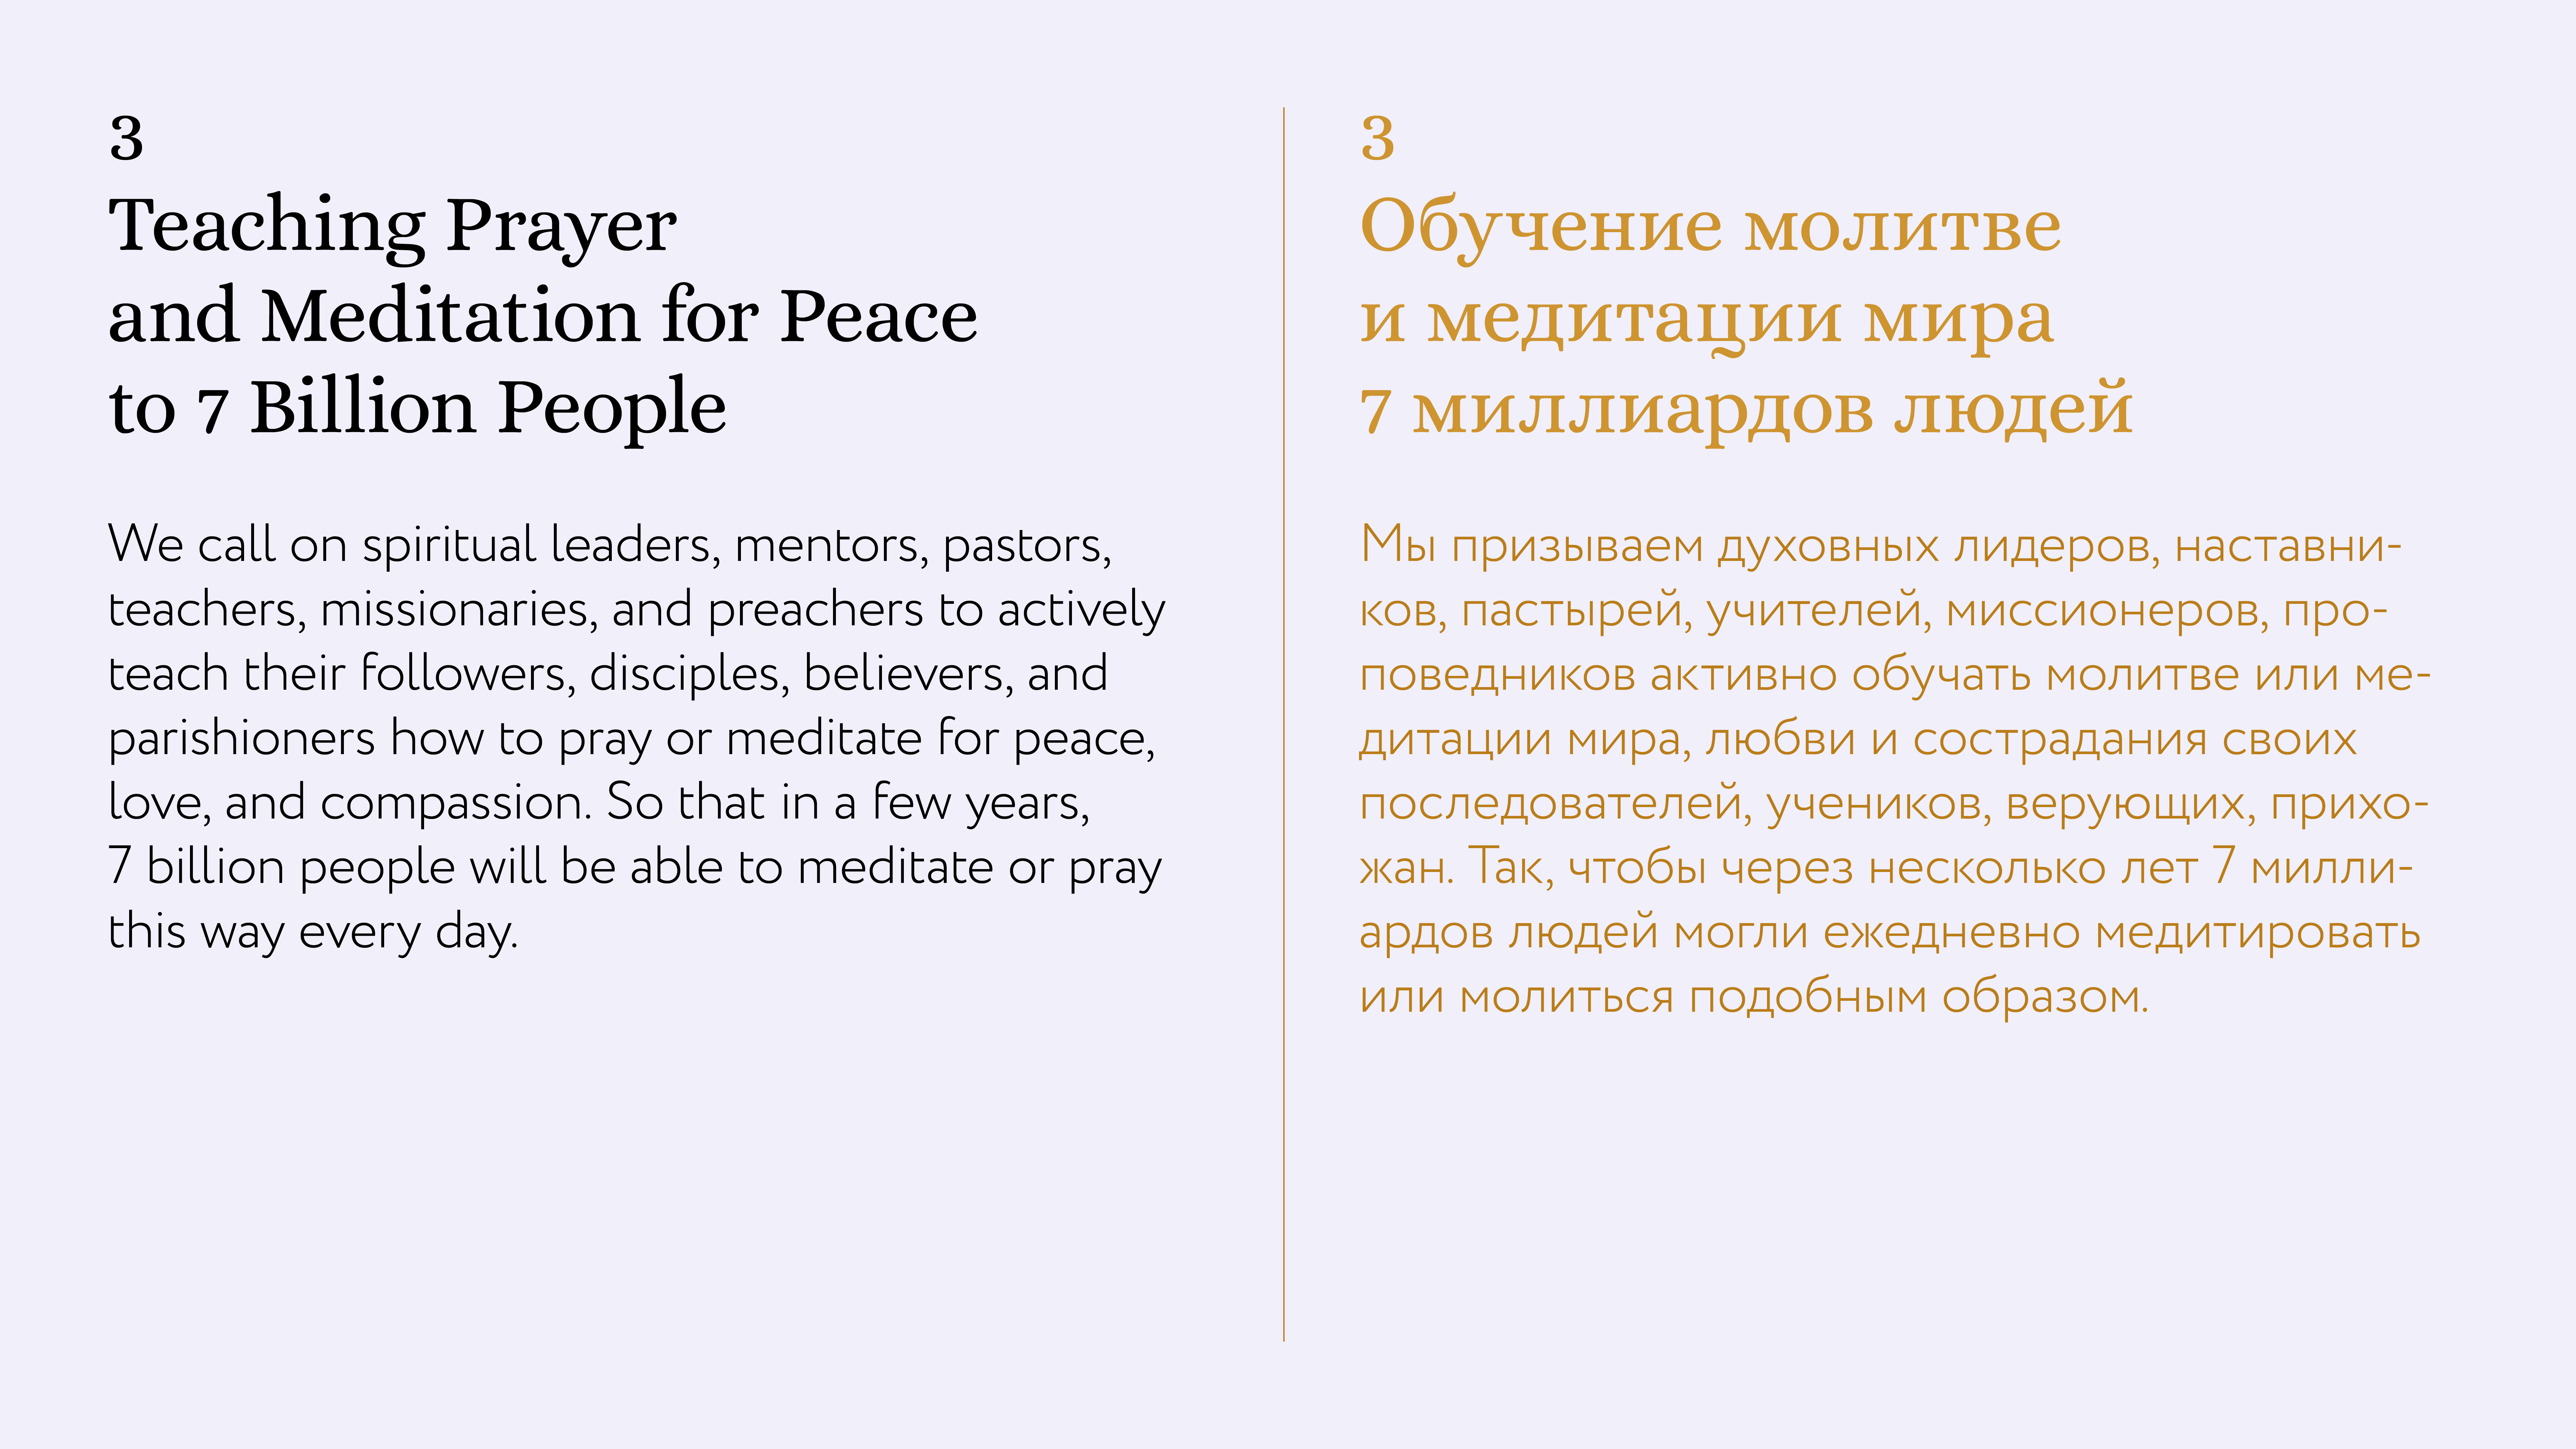 3
Teaching Prayer
and Meditation for Peace
to 7 Billion People
We call on spiritual leaders, mentors, pastors,
teachers, missionaries, and preachers to actively
teach their followers, disciples, believers, and
parishioners how to pray or meditate for peace,
love, and compassion. So that in a few years,
7 billion people will be able to meditate or pray
this way every day.
3
Обучение молитве
и медитации мира
7 миллиардов людей
Мы призываем духовных лидеров, наставни-
ков, пастырей, учителей, миссионеров, про-
поведников активно обучать молитве или ме-
дитации мира, любви и сострадания своих
последователей, учеников, верующих, прихо-
жан. Так, чтобы через несколько лет 7 милли-
ардов людей могли ежедневно медитировать
или молиться подобным образом.